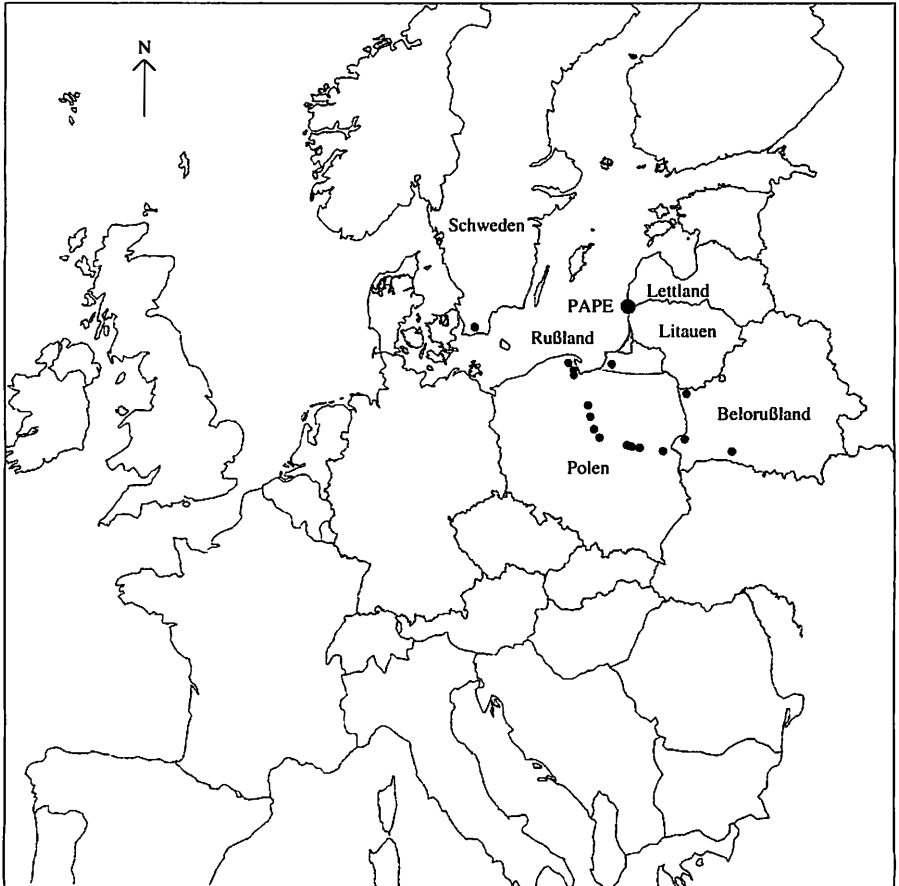 N
Schweden
PAPE
Lettland
Rußland
Litauen
Belorußland
Polen